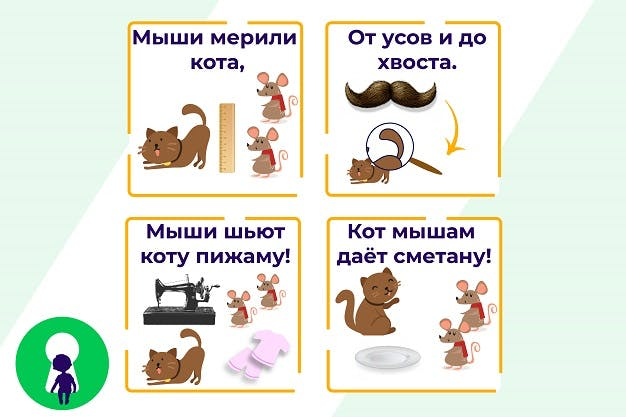 Мыши мерили
кота,
От усов и до
хвоста.
Мыши шьют
коту пижаму!
Кот мышам
даёт сметану!